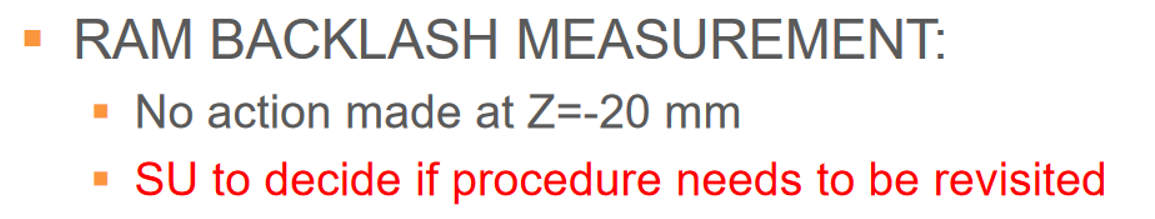 RAM BACKLASH MEASUREMENT:
No action made at Z=-20 mm
SU to decide if procedure needs to be revisited